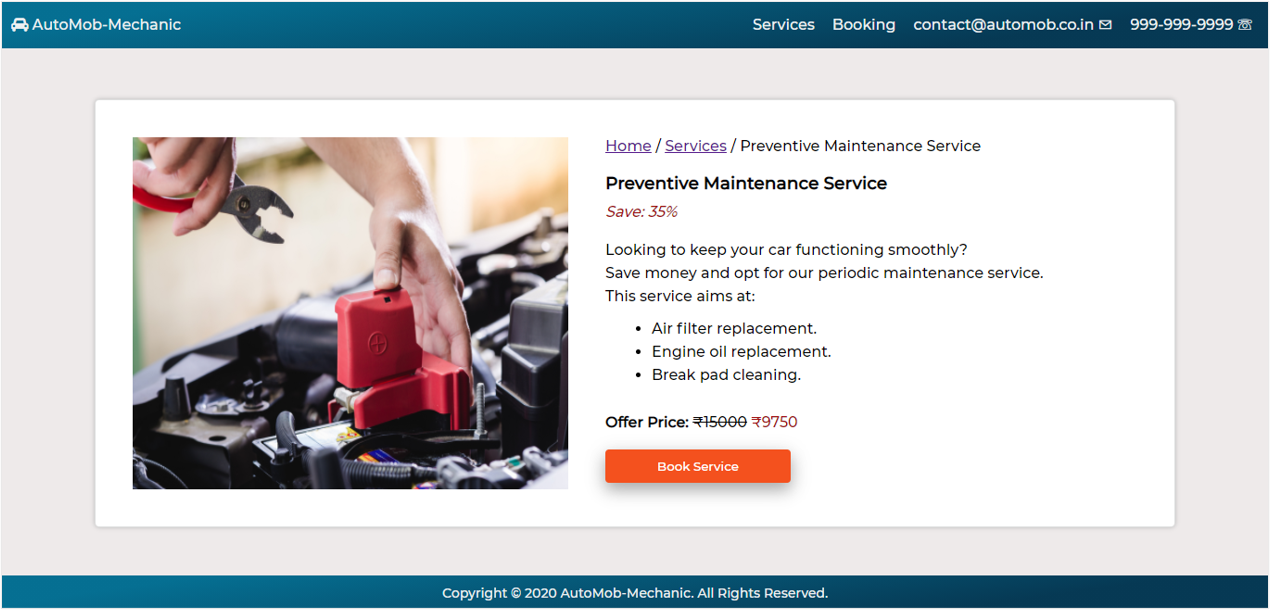 AutoMob-Mechanic
Services Booking contact@automob.co.in 999-999-9999
Home / Services / Preventive Maintenance Service
Preventive Maintenance Service
Save: 35%
Looking to keep your car functioning smoothly?
Save money and opt for our periodic maintenance service.
This service aims at:
• Air filter replacement.
• Engine oil replacement.
• Break pad cleaning.
Offer Price: ₹15000 ₹9750
Book Service
Copyright © 2020 AutoMob-Mechanic. All Rights Reserved.